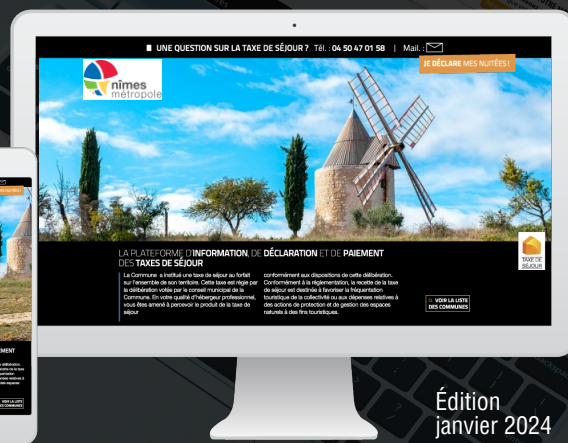 UNE QUESTION SUR LA TAXE DE SÉJOUR ? Tél. : 04 50 47 01 58 | Mail. :
JE DÉCLARE MES NUITÉES !
nîmes
métropole
LA PLATEFORME D'INFORMATION, DE DÉCLARATION ET DE PAIEMENT
DES TAXES DE SÉJOUR
La Commune a institué une taxe de séjour au forfait
sur l'ensemble de son territoire. Cette taxe est régie par
la délibération votée par le conseil municipal de la
Commune. En votre qualité d'hébergeur professionnel,
vous êtes amené à percevoir le produit de la taxe de
séjour
conformément aux dispositions de cette délibération.
Conformément à la réglementation, la recette de la taxe
de séjour est destinée à favoriser la fréquentation
touristique de la collectivité ou aux dépenses relatives à
des actions de protection et de gestion des espaces
naturels à des fins touristiques.
TAXE DE
SÉJOUR
VOIR LA LISTE
DES COMMUNES
VOIR LA LISTE
DES COMMUNES
Édition
janvier 2024